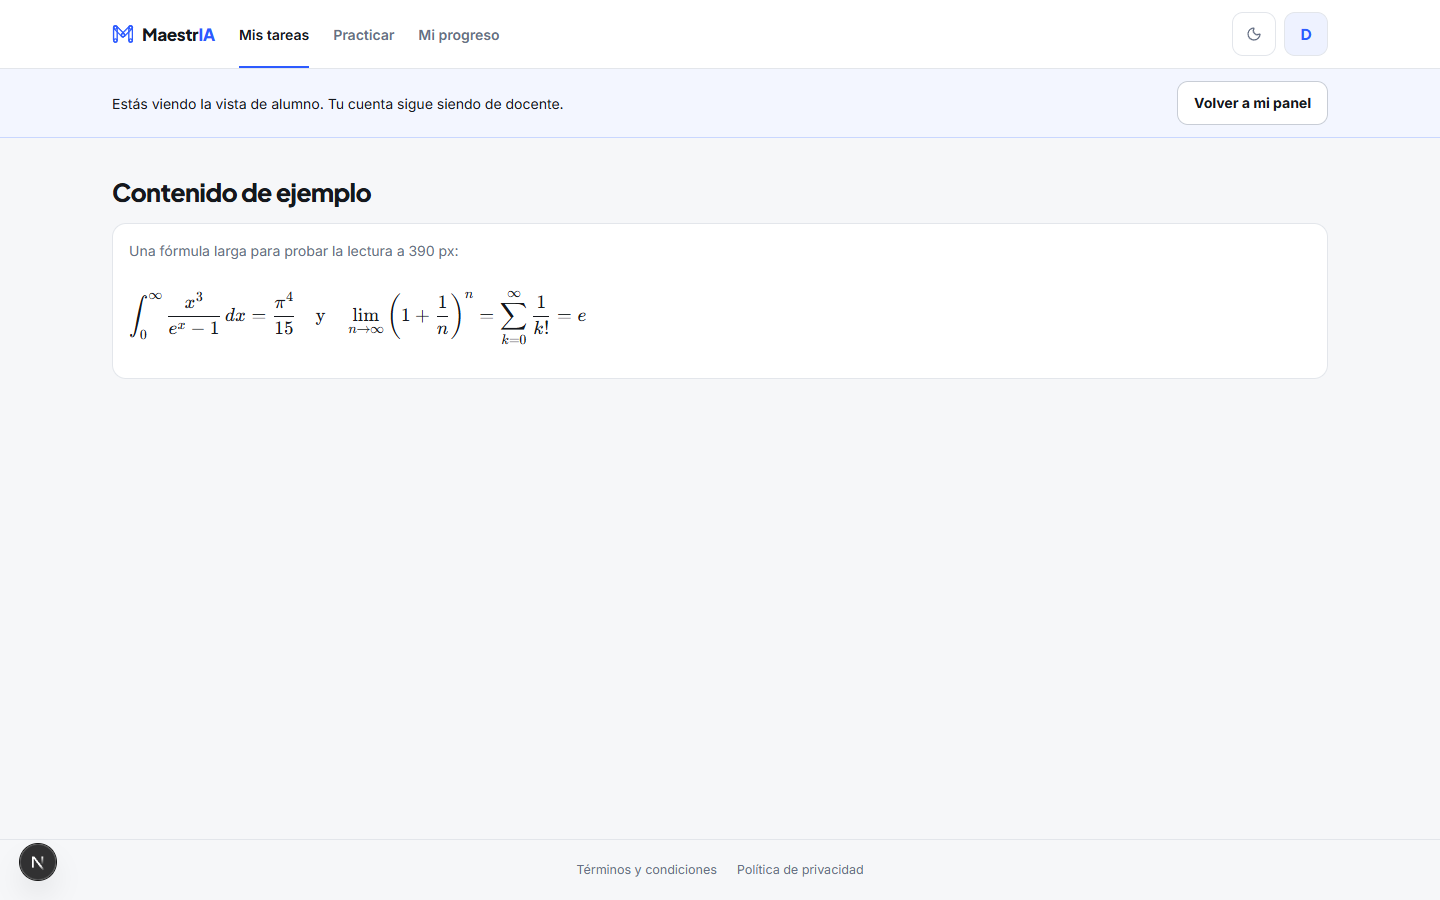 MaestrIA
Mis tareas
Practicar
Mi progreso
D
Estás viendo la vista de alumno. Tu cuenta sigue siendo de docente.
Volver a mi panel
Contenido de ejemplo
Una fórmula larga para probar la lectura a 390 px:
∫₀^∞ x³/(eˣ − 1) dx = π⁴/15 y lim_{n→∞} (1 + 1/n)ⁿ = ∑_{k=0}^∞ 1/k! = e
N
Términos y condiciones
Política de privacidad